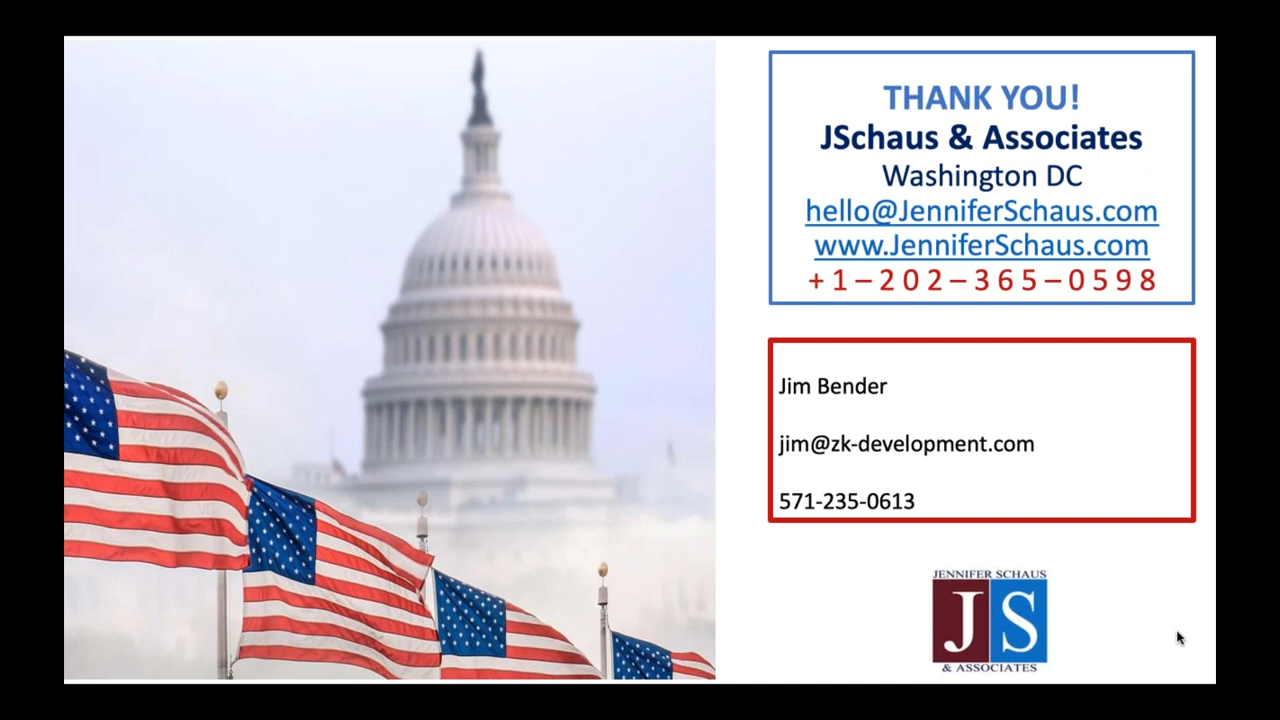 THANK YOU!
JSchaus & Associates
Washington DC
hello@JenniferSchaus.com
www.JenniferSchaus.com
+1–202–365–0598
Jim Bender
jim@zk-development.com
571-235-0613
JENNIFER SCHAUS
JS
& ASSOCIATES